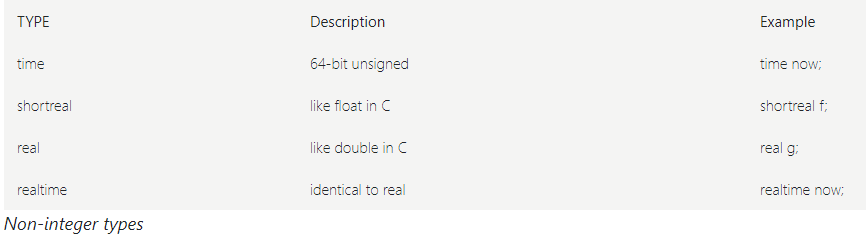 TYPE Description Example
time 64-bit unsigned time now;
shortreal like float in C shortreal f;
real like double in C real g;
realtime identical to real realtime now;
Non-integer types